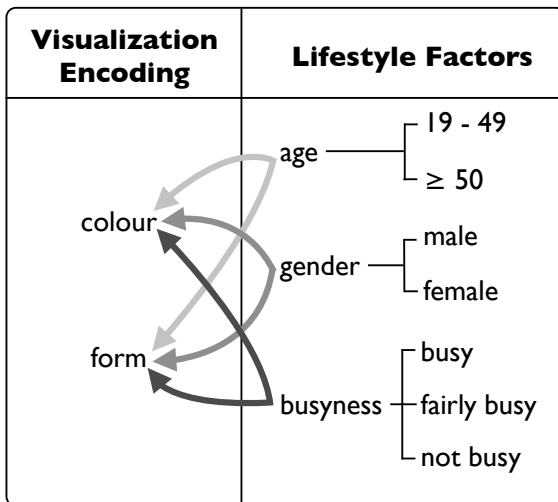 Visualization
Encoding
Lifestyle Factors
age
19 - 49
≥ 50
colour
gender
male
female
form
busyness
busy
fairly busy
not busy